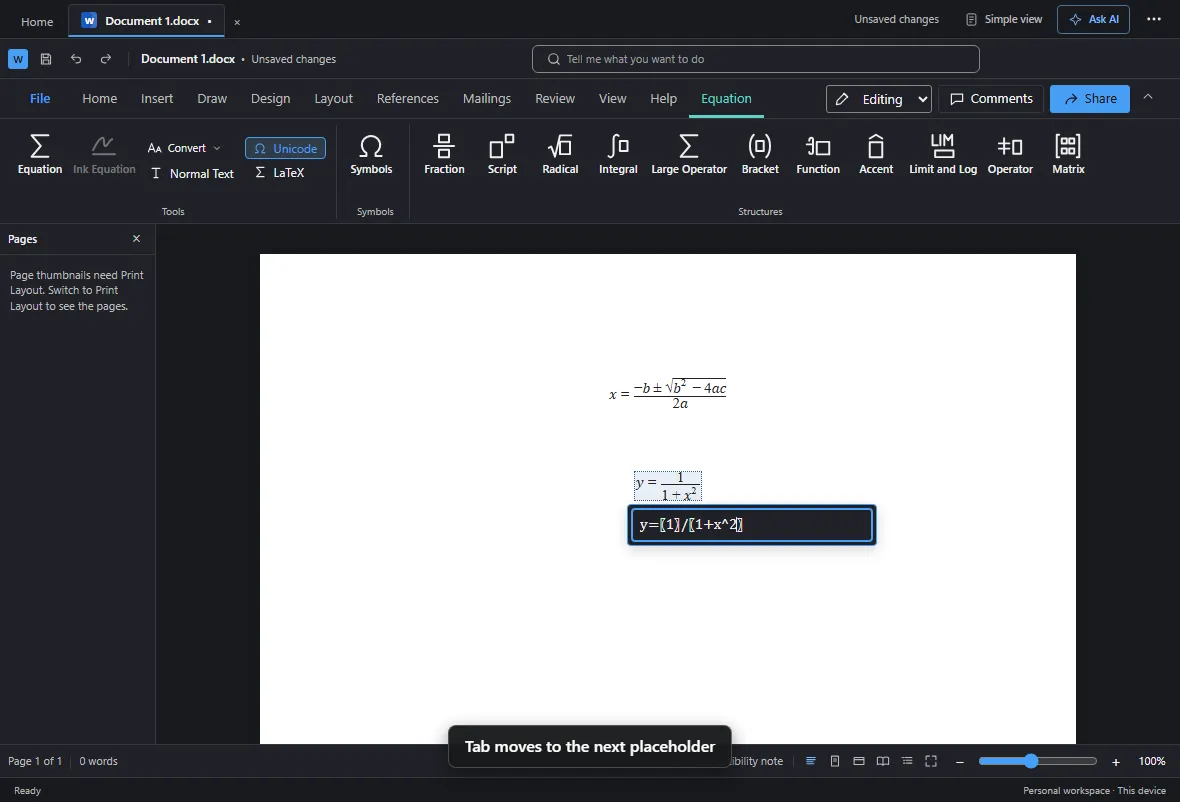 Home
Document 1.docx •
Unsaved changes
Simple view
Ask AI
W Document 1.docx • Unsaved changes
Tell me what you want to do
File Home Insert Draw Design Layout References Mailings Review View Help Equation
Editing
Comments
Share
Equation Ink Equation
Convert
Normal Text
Unicode
LaTeX
Tools
Symbols
Symbols
Fraction Script Radical Integral Large Operator Bracket Function Accent Limit and Log Operator Matrix
Structures
Pages
Page thumbnails need Print
Layout. Switch to Print
Layout to see the pages.
x = (−b ± √(b² − 4ac))/(2a)
y = 1/(1 + x²)
y=〖1〗/〖1+x^2〗
Tab moves to the next placeholder
Page 1 of 1 0 words
note
100%
Ready
Personal workspace · This device